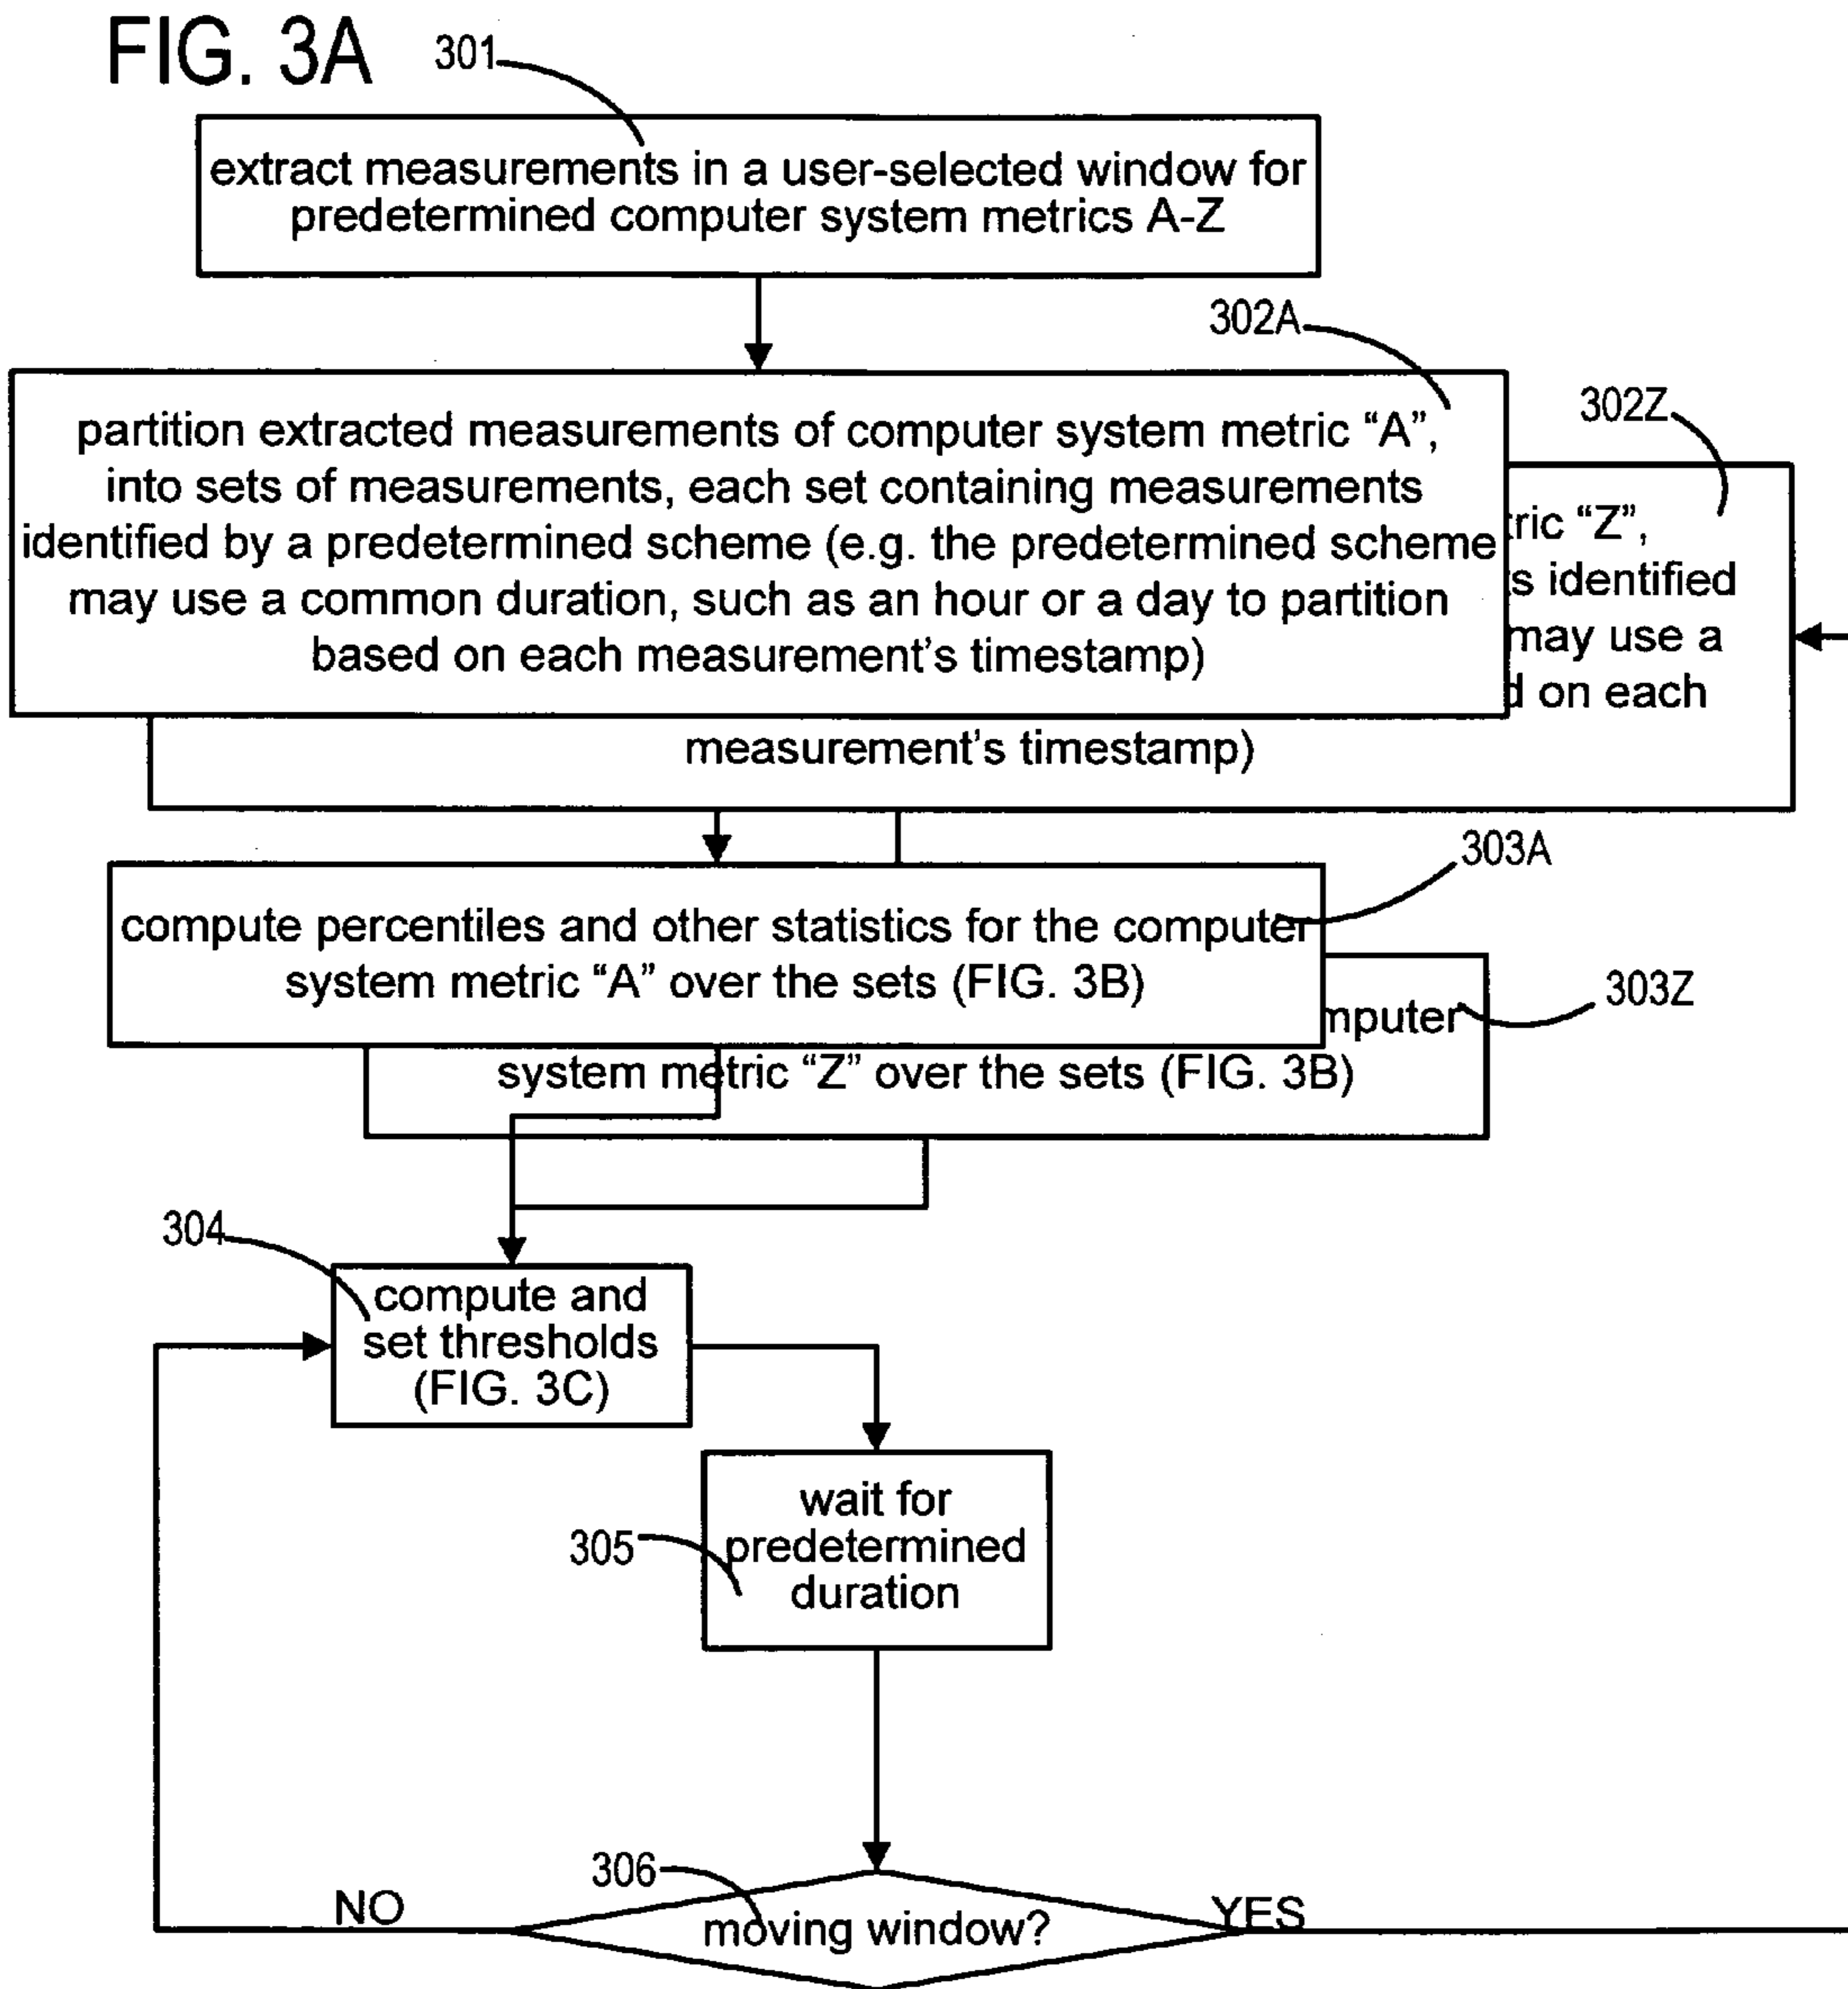 FIG. 3A
301
extract measurements in a user-selected window for
predetermined computer system metrics A-Z
302A
partition extracted measurements of computer system metric “A”,
into sets of measurements, each set containing measurements
identified by a predetermined scheme (e.g. the predetermined scheme
may use a common duration, such as an hour or a day to partition
based on each measurement’s timestamp)
302Z
“Z”,
identified
may use a
on each
measurement’s timestamp)
303A
compute percentiles and other statistics for the computer
system metric “A” over the sets (FIG. 3B)
303Z
system metric “Z” over the sets (FIG. 3B)
304
compute and
set thresholds
(FIG. 3C)
305
wait for
predetermined
duration
306
moving window?
NO
YES